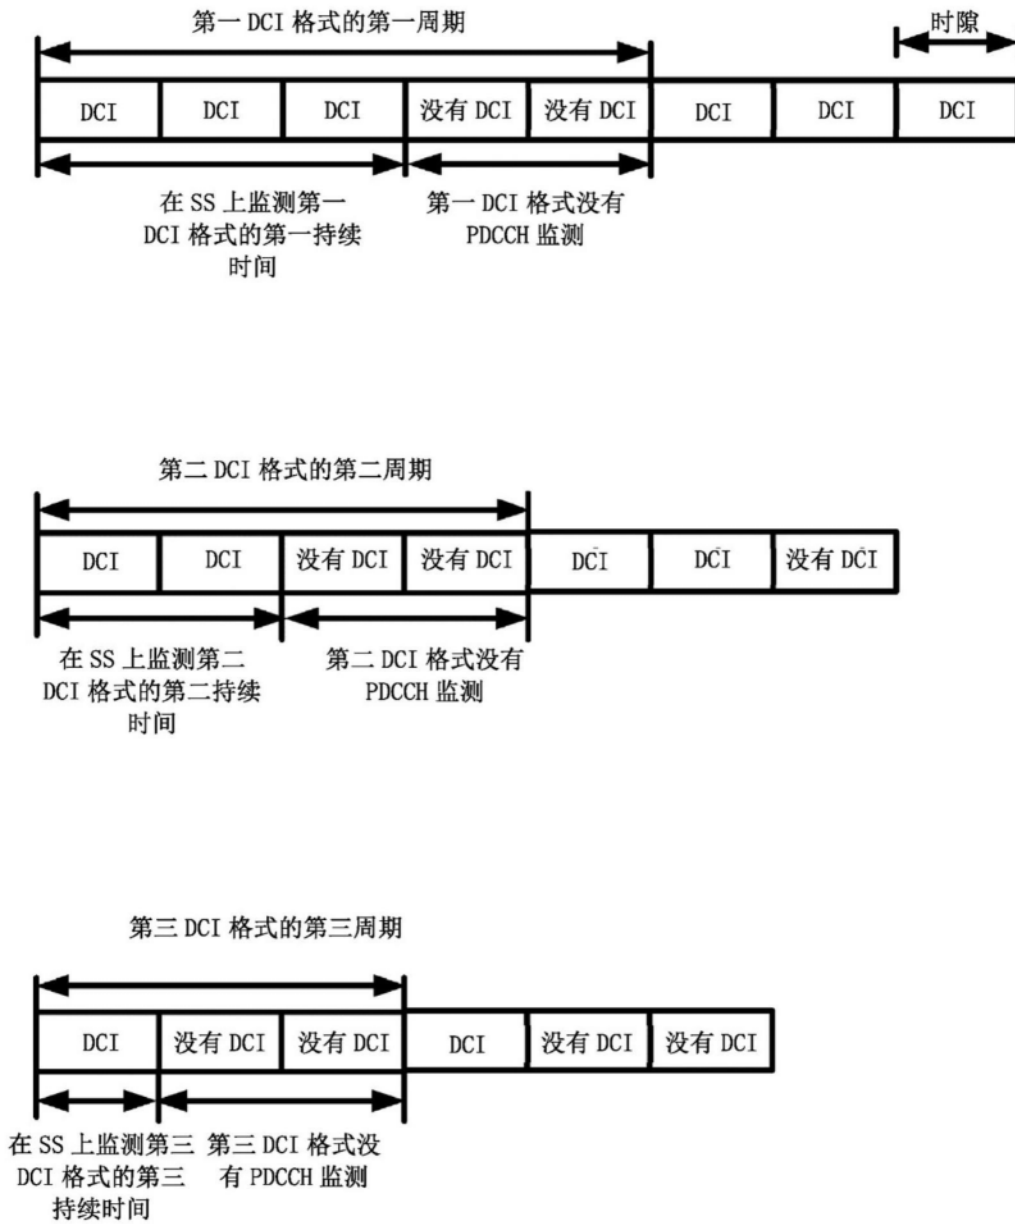 第一 DCI 格式的第一周期
时隙
DCI DCI DCI 没有 DCI 没有 DCI DCI DCI DCI
在 SS 上监测第一
DCI 格式的第一持续
时间
第一 DCI 格式没有
PDCCH 监测
第二 DCI 格式的第二周期
DCI DCI 没有 DCI 没有 DCI DCI DCI 没有 DCI
在 SS 上监测第二
DCI 格式的第二持续
时间
第二 DCI 格式没有
PDCCH 监测
第三 DCI 格式的第三周期
DCI 没有 DCI 没有 DCI DCI 没有 DCI 没有 DCI
在 SS 上监测第三
DCI 格式的第三
持续时间
第三 DCI 格式没
有 PDCCH 监测